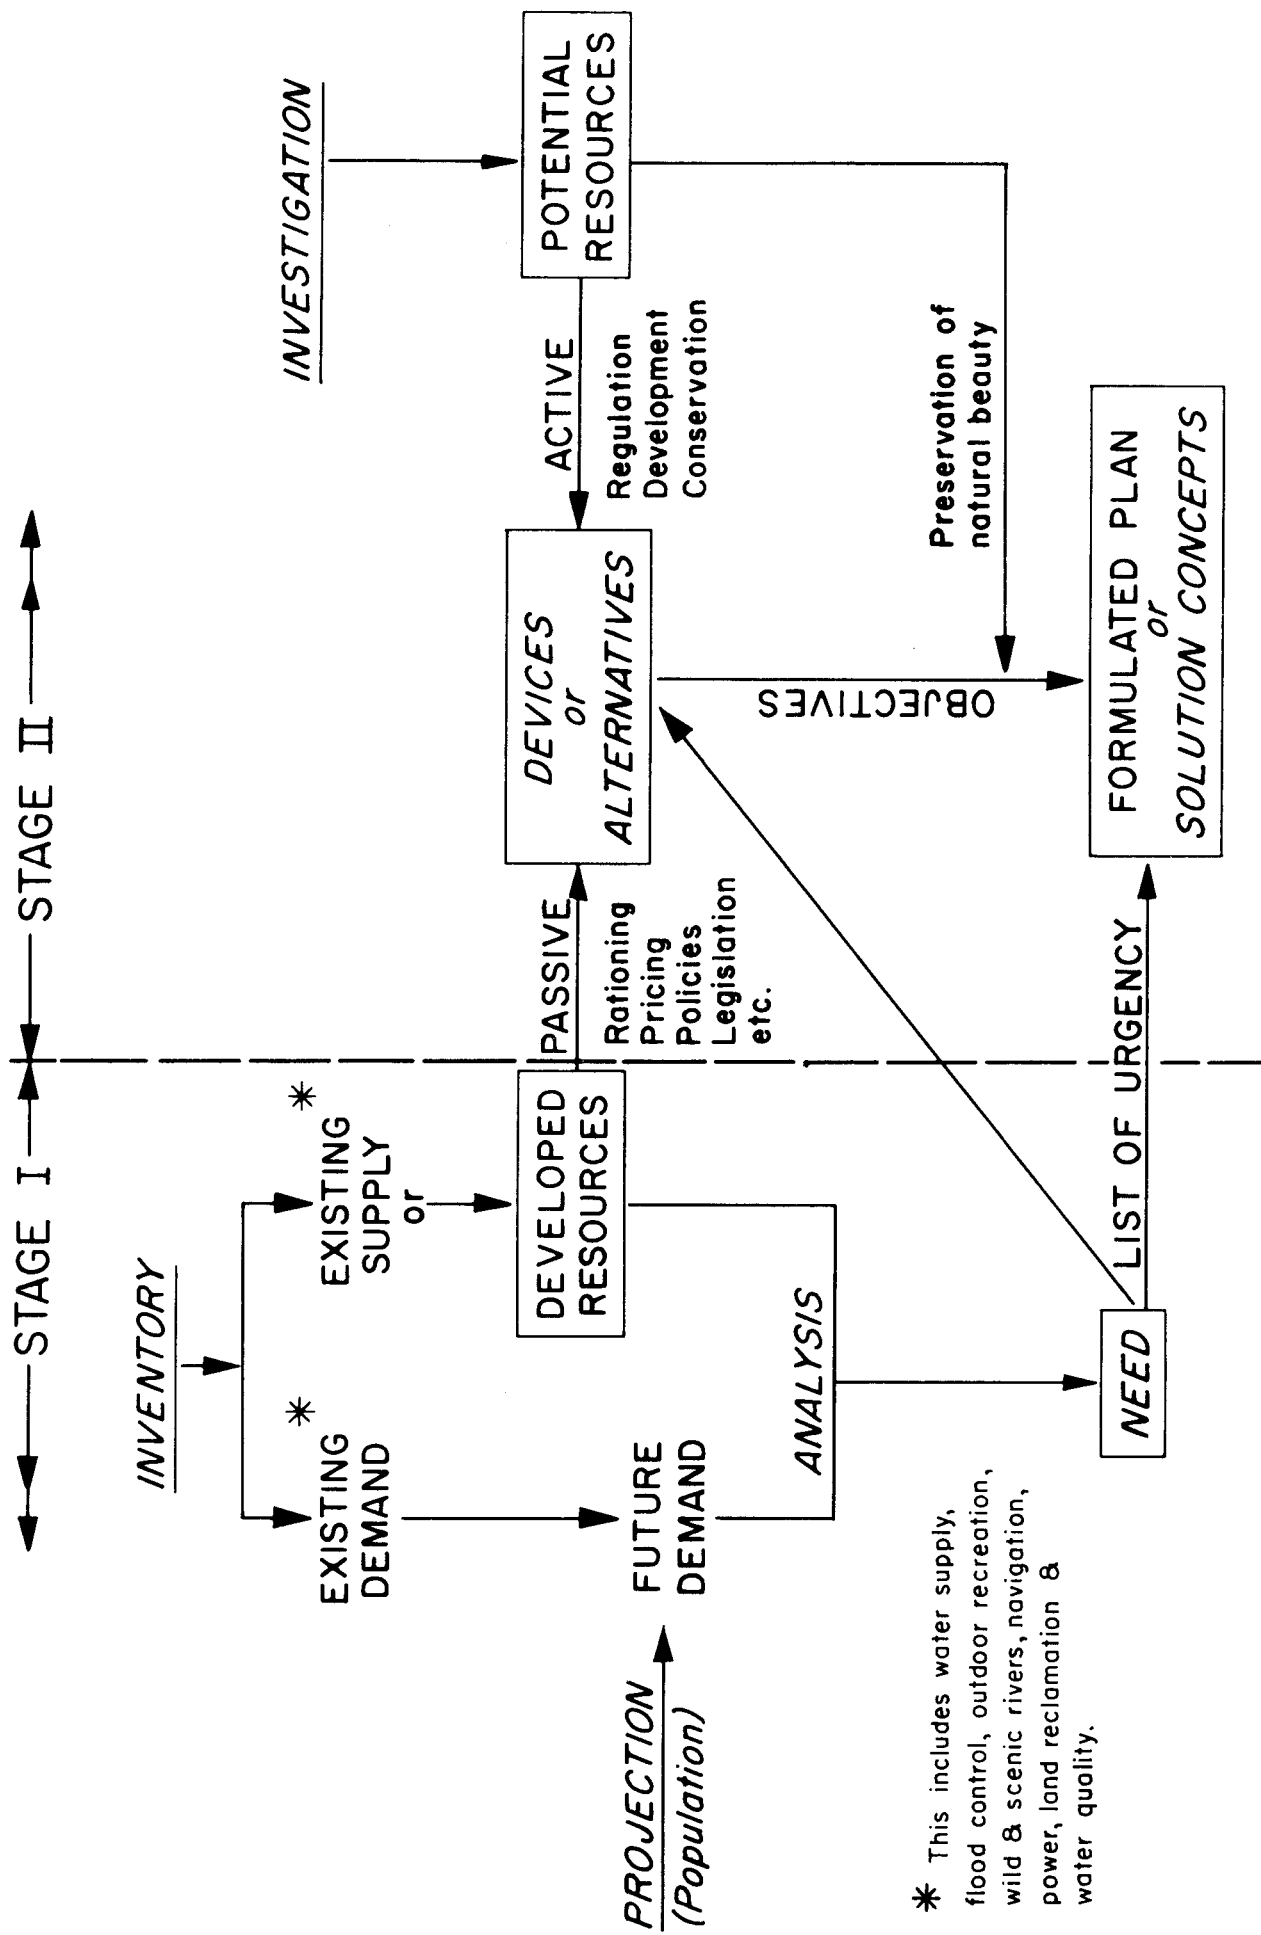 STAGE I
STAGE II
INVENTORY
INVESTIGATION
*
*
EXISTING
DEMAND
EXISTING
SUPPLY
or
DEVELOPED
RESOURCES
PASSIVE
Rationing
Pricing
Policies
Legislation
etc.
DEVICES
or
ALTERNATIVES
ACTIVE
Regulation
Development
Conservation
POTENTIAL
RESOURCES
PROJECTION
(Population)
FUTURE
DEMAND
ANALYSIS
OBJECTIVES
Preservation of
natural beauty
NEED
LIST OF URGENCY
FORMULATED PLAN
or
SOLUTION CONCEPTS
* This includes water supply,
flood control, outdoor recreation,
wild & scenic rivers, navigation,
power, land reclamation &
water quality.